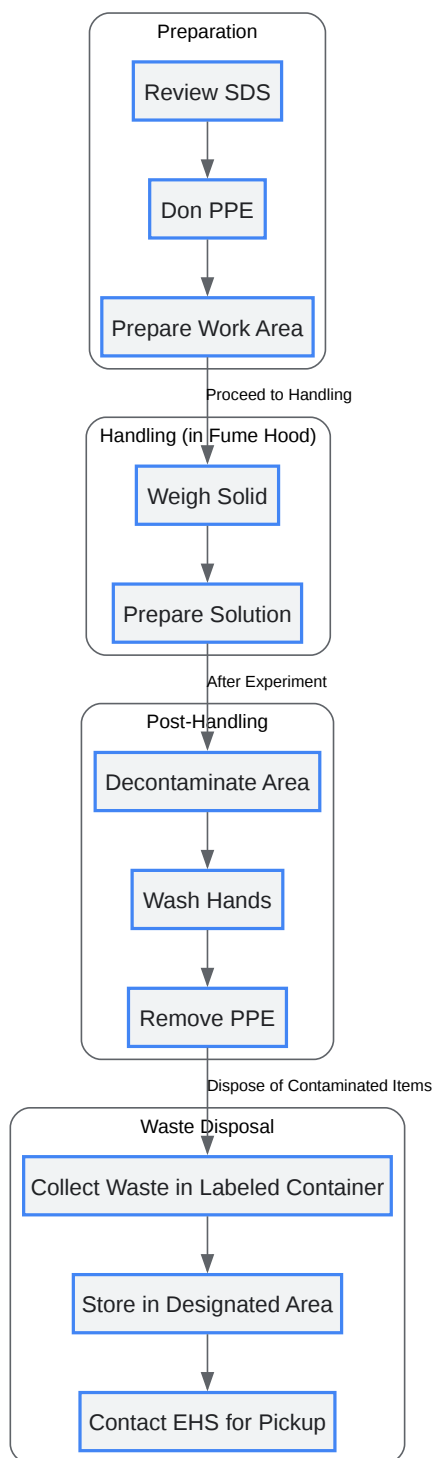 Preparation
Review SDS
Don PPE
Prepare Work Area
Proceed to Handling
Handling (in Fume Hood)
Weigh Solid
Prepare Solution
After Experiment
Post-Handling
Decontaminate Area
Wash Hands
Remove PPE
Dispose of Contaminated Items
Waste Disposal
Collect Waste in Labeled Container
Store in Designated Area
Contact EHS for Pickup